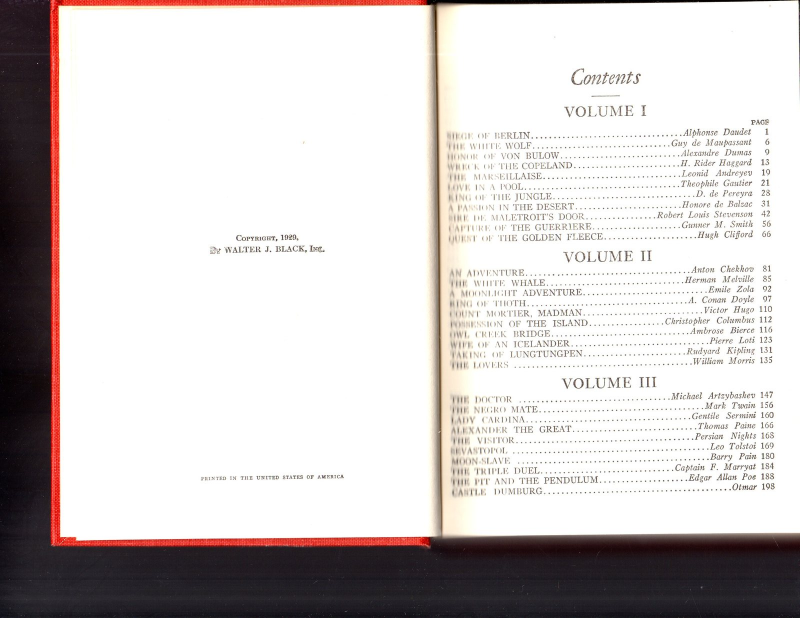 COPYRIGHT, 1929,
By WALTER J. BLACK, INC.
PRINTED IN THE UNITED STATES OF AMERICA
Contents
VOLUME I
PAGE
SIEGE OF BERLIN Alphonse Daudet 1
THE WHITE WOLF Guy de Maupassant 6
HONOR OF VON BULOW Alexandre Dumas 9
WRECK OF THE COPELAND H. Rider Haggard 13
THE MARSEILLAISE Leonid Andreyev 19
LOVE IN A POOL Theophile Gautier 21
KING OF THE JUNGLE D. de Pereyra 28
A PASSION IN THE DESERT Honore de Balzac 31
SIRE DE MALETROIT'S DOOR Robert Louis Stevenson 42
CAPTURE OF THE GUERRIERE Gunner M. Smith 56
QUEST OF THE GOLDEN FLEECE Hugh Clifford 66
VOLUME II
AN ADVENTURE Anton Chekhov 81
THE WHITE WHALE Herman Melville 85
A MOONLIGHT ADVENTURE Emile Zola 92
RING OF THOTH A. Conan Doyle 97
COUNT MORTIER, MADMAN Victor Hugo 110
POSSESSION OF THE ISLAND Christopher Columbus 112
OWL CREEK BRIDGE Ambrose Bierce 116
WIFE OF AN ICELANDER Pierre Loti 123
TAKING OF LUNGTUNGPEN Rudyard Kipling 131
THE LOVERS William Morris 135
VOLUME III
THE DOCTOR Michael Artzybashev 147
THE NEGRO MATE Mark Twain 156
LADY CARDINA Gentile Sermini 160
ALEXANDER THE GREAT Thomas Paine 166
THE VISITOR Persian Nights 168
SEVASTOPOL Leo Tolstoi 169
MOON-SLAVE Barry Pain 180
THE TRIPLE DUEL Captain F. Marryat 184
THE PIT AND THE PENDULUM Edgar Allan Poe 188
CASTLE DUMBURG Otmar 198